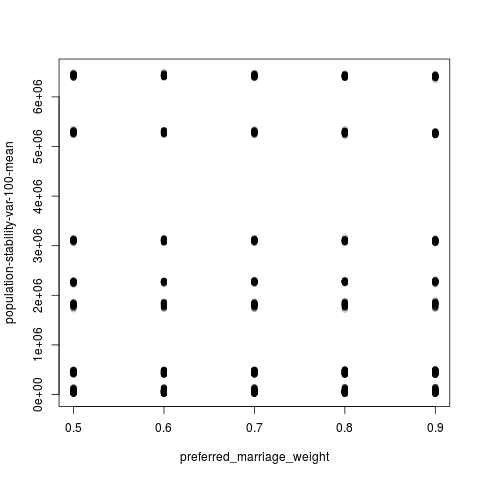 population-stability-var-100-mean
6e+06
5e+06
4e+06
3e+06
2e+06
1e+06
0e+00
0.5 0.6 0.7 0.8 0.9
preferred_marriage_weight